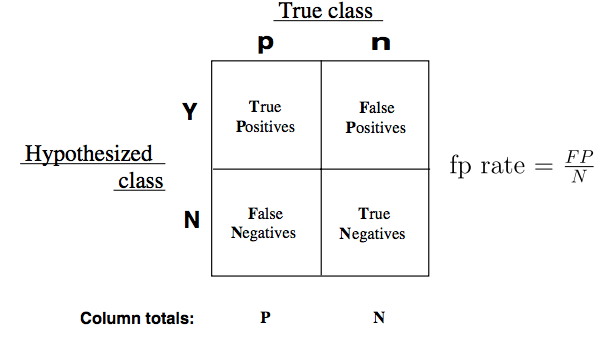 True class
p n
Y
True
Positives
False
Positives
Hypothesized
class
fp rate = FP/N
N
False
Negatives
True
Negatives
Column totals: P N